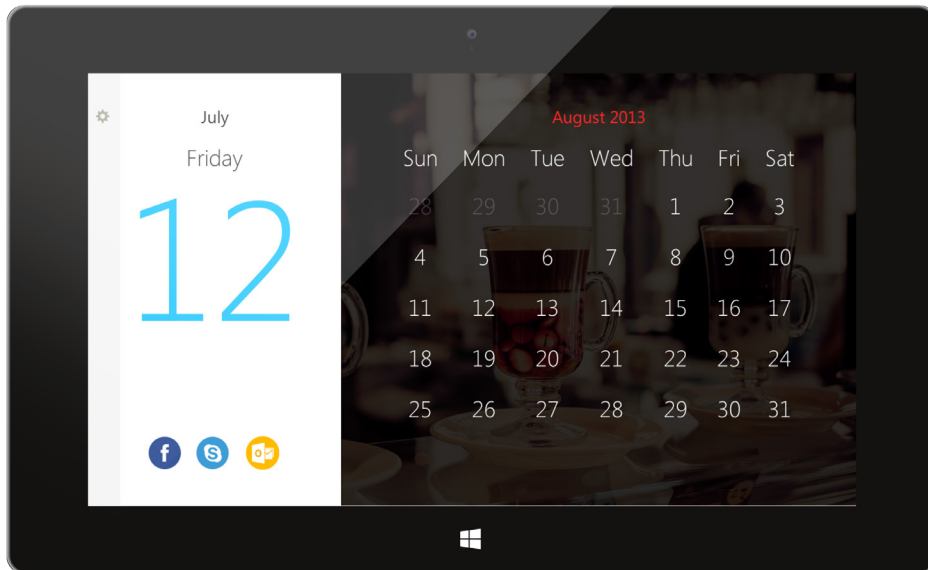 July
Friday
12
August 2013
Sun Mon Tue Wed Thu Fri Sat
28 29 30 31 1 2 3
4 5 6 7 8 9 10
11 12 13 14 15 16 17
18 19 20 21 22 23 24
25 26 27 28 29 30 31
f S o